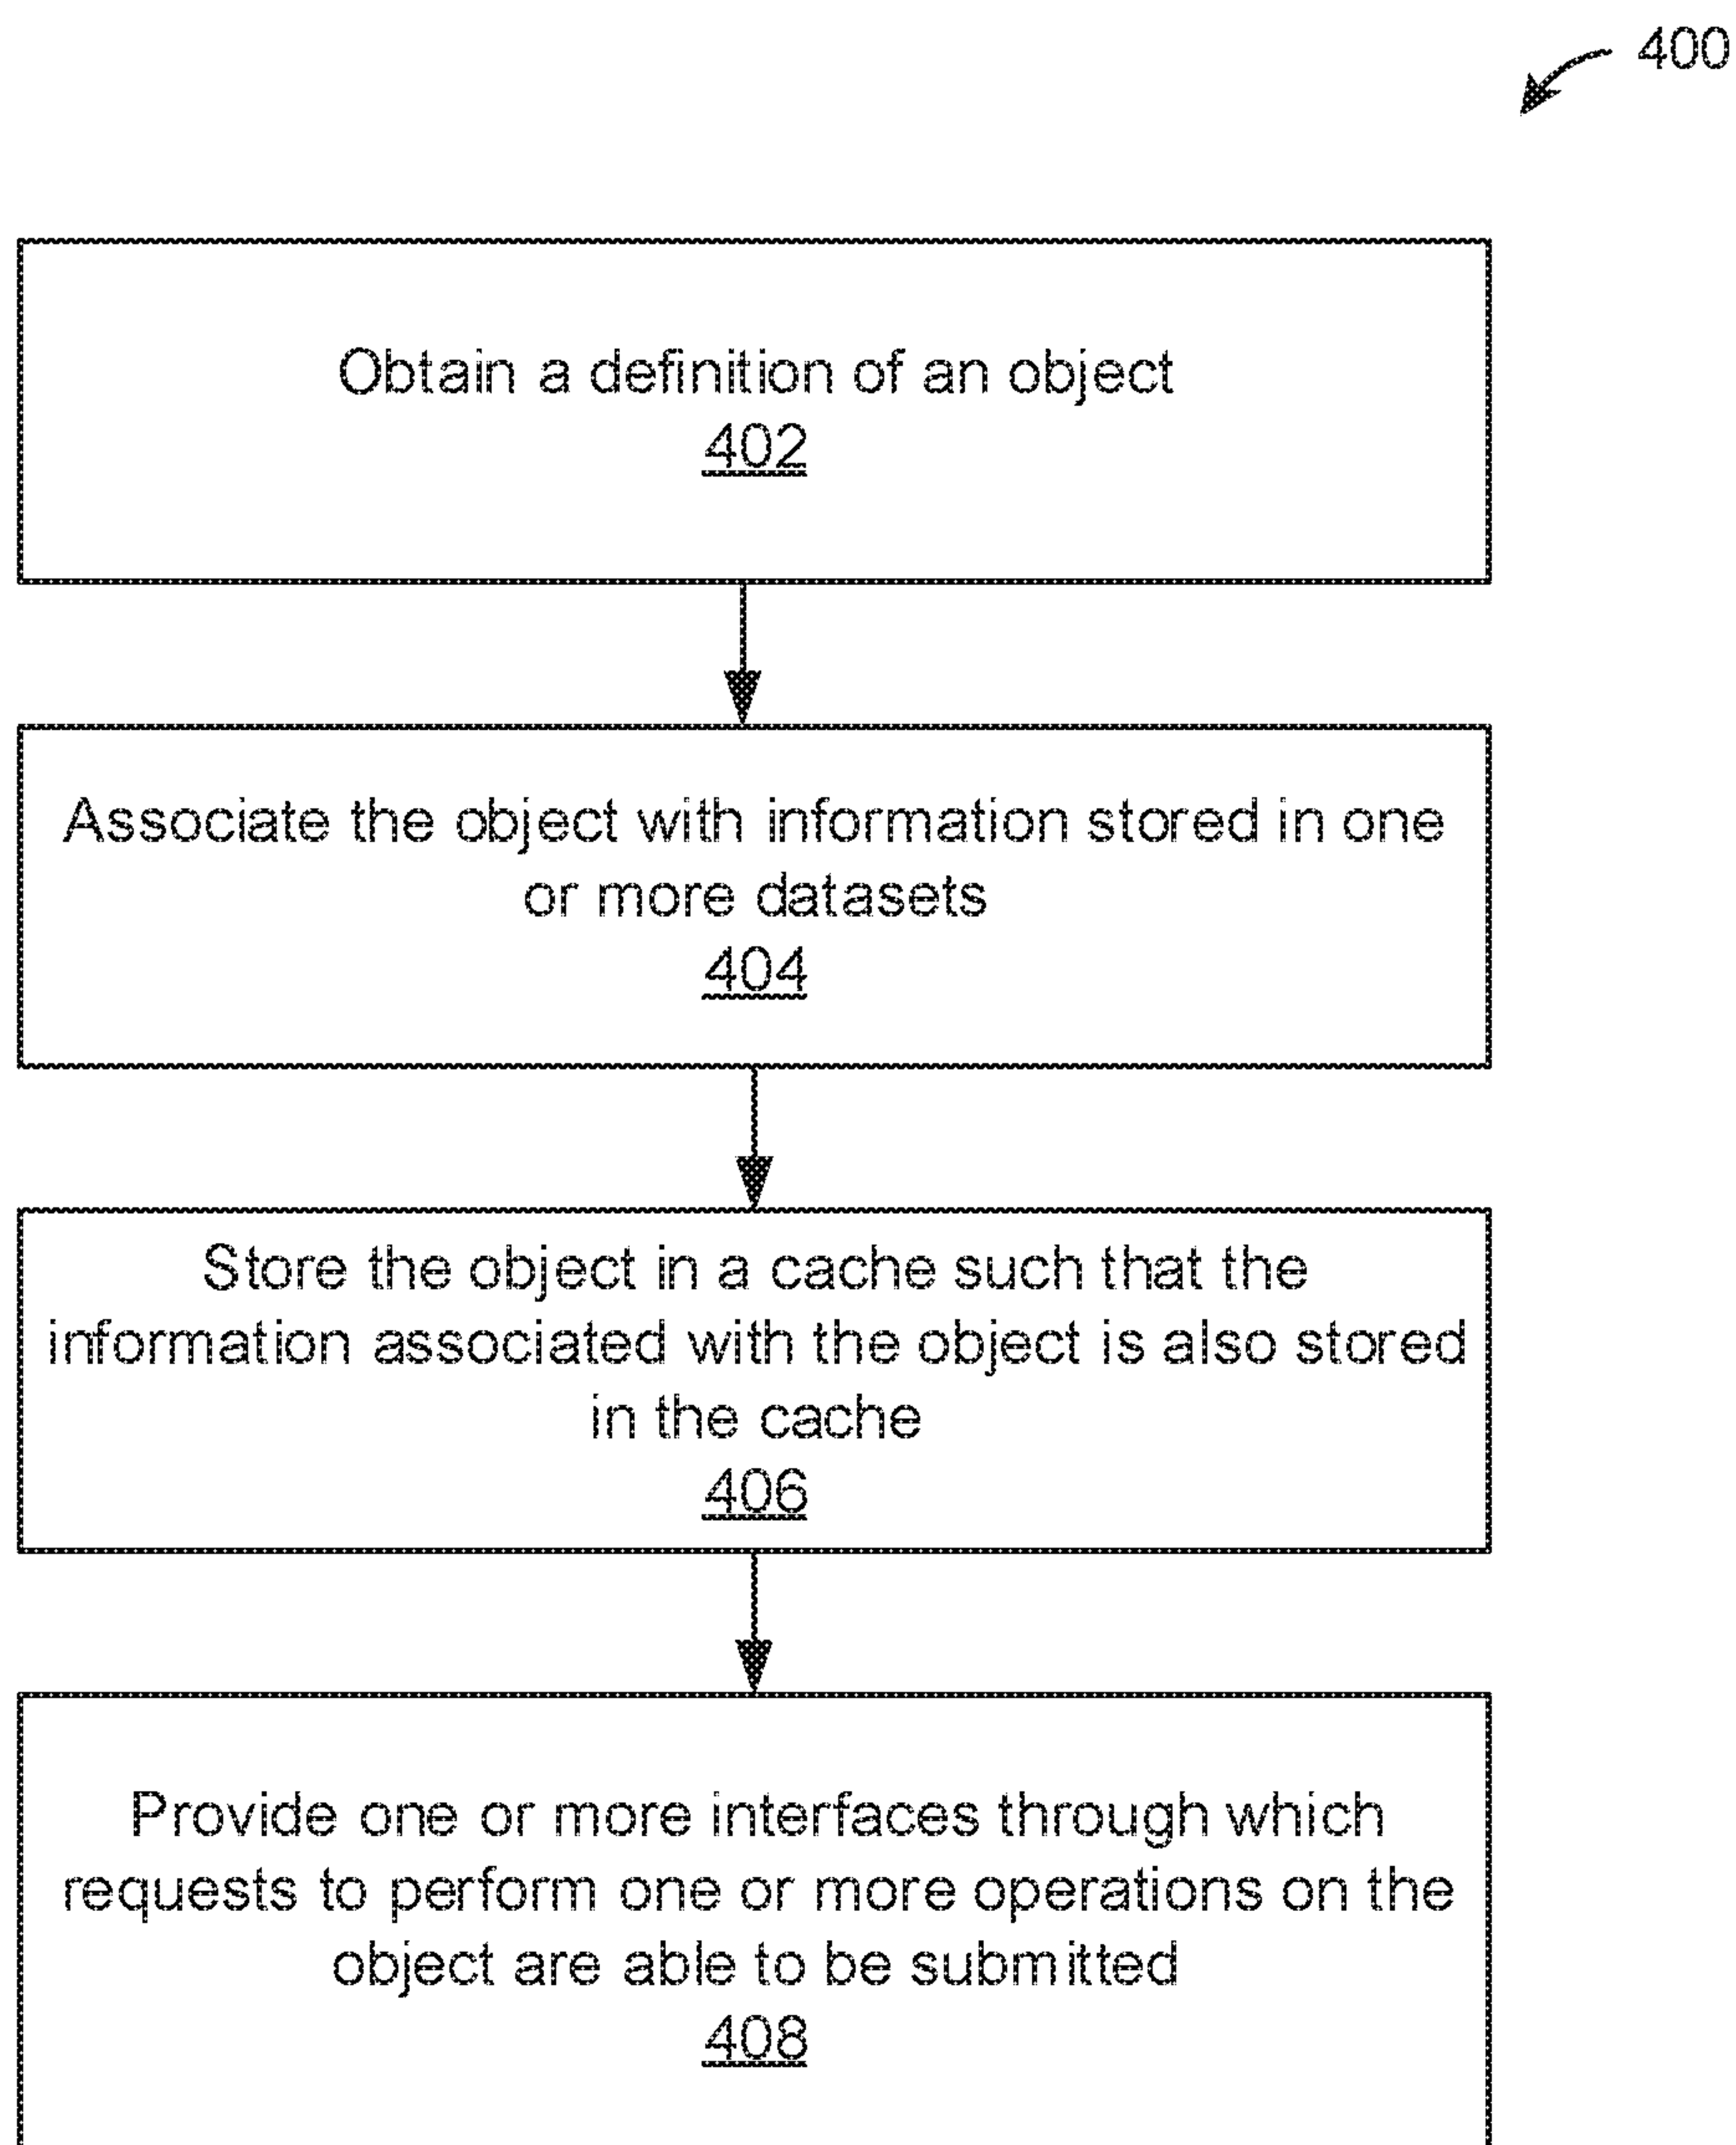 400
Obtain a definition of an object
402
Associate the object with information stored in one
or more datasets
404
Store the object in a cache such that the
information associated with the object is also stored
in the cache
406
Provide one or more interfaces through which
requests to perform one or more operations on the
object are able to be submitted
408